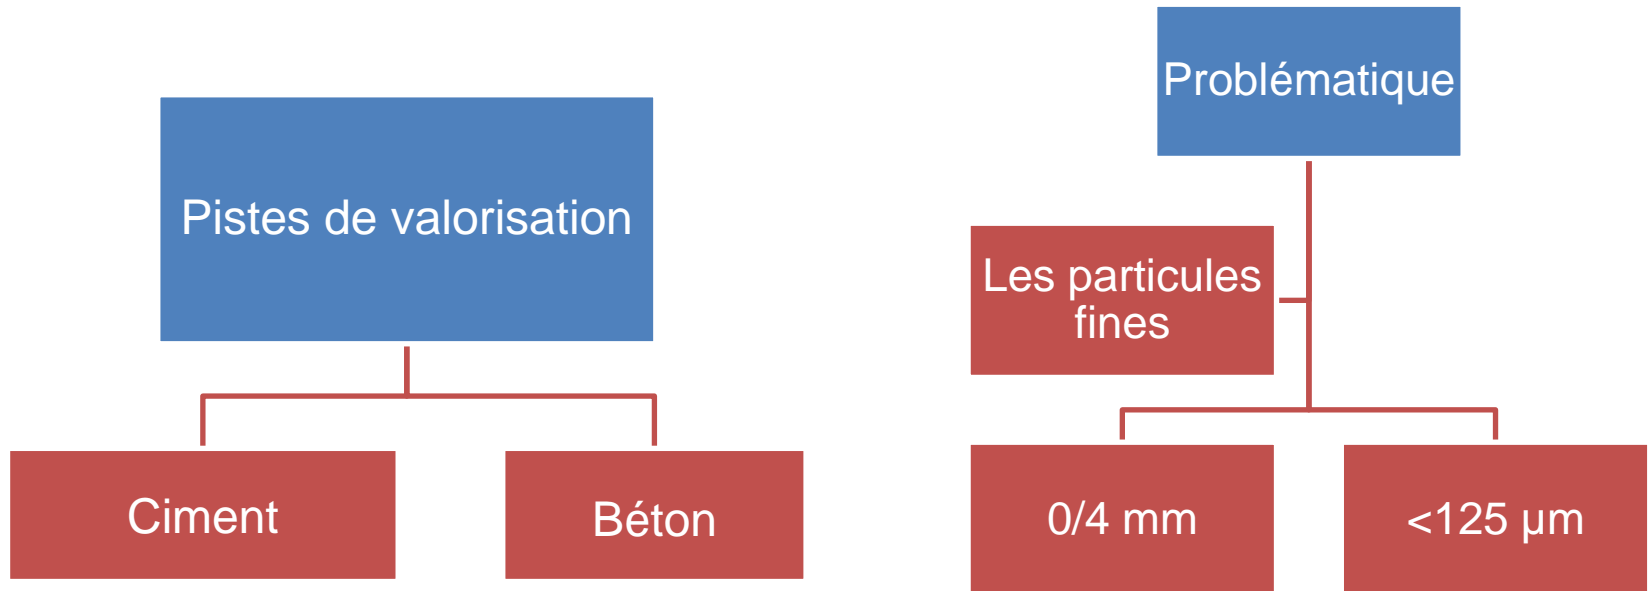 Pistes de valorisation
Ciment
Béton
Problématique
Les particules
fines
0/4 mm
<125 µm